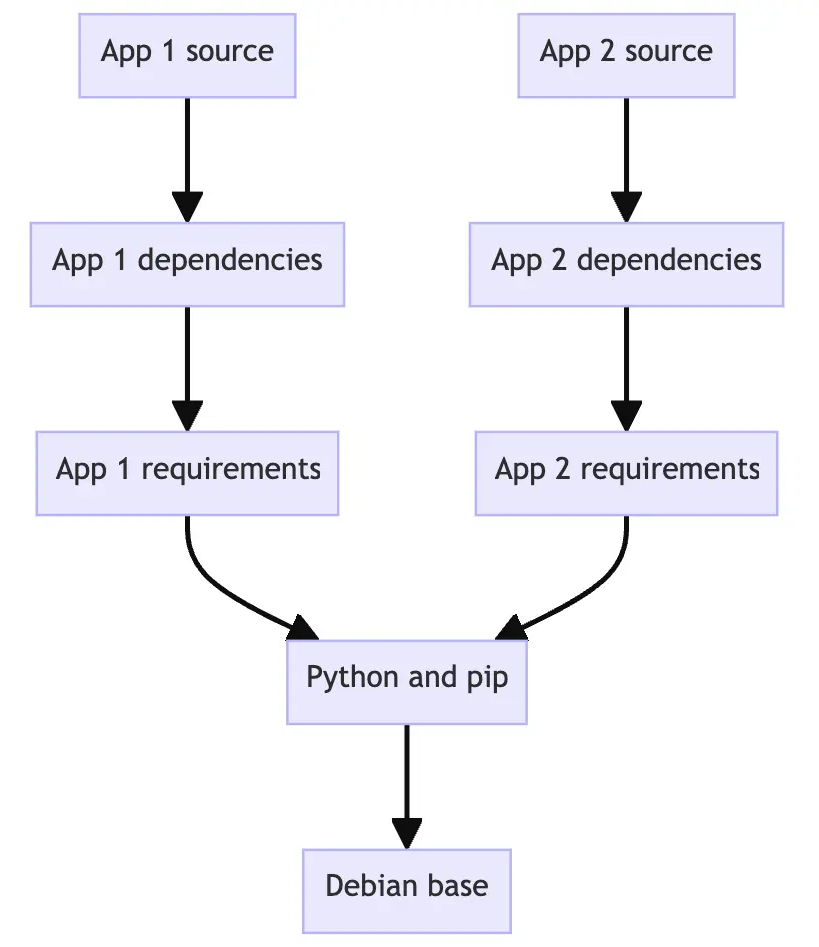 App 1 source
App 2 source
App 1 dependencies
App 2 dependencies
App 1 requirements
App 2 requirements
Python and pip
Debian base